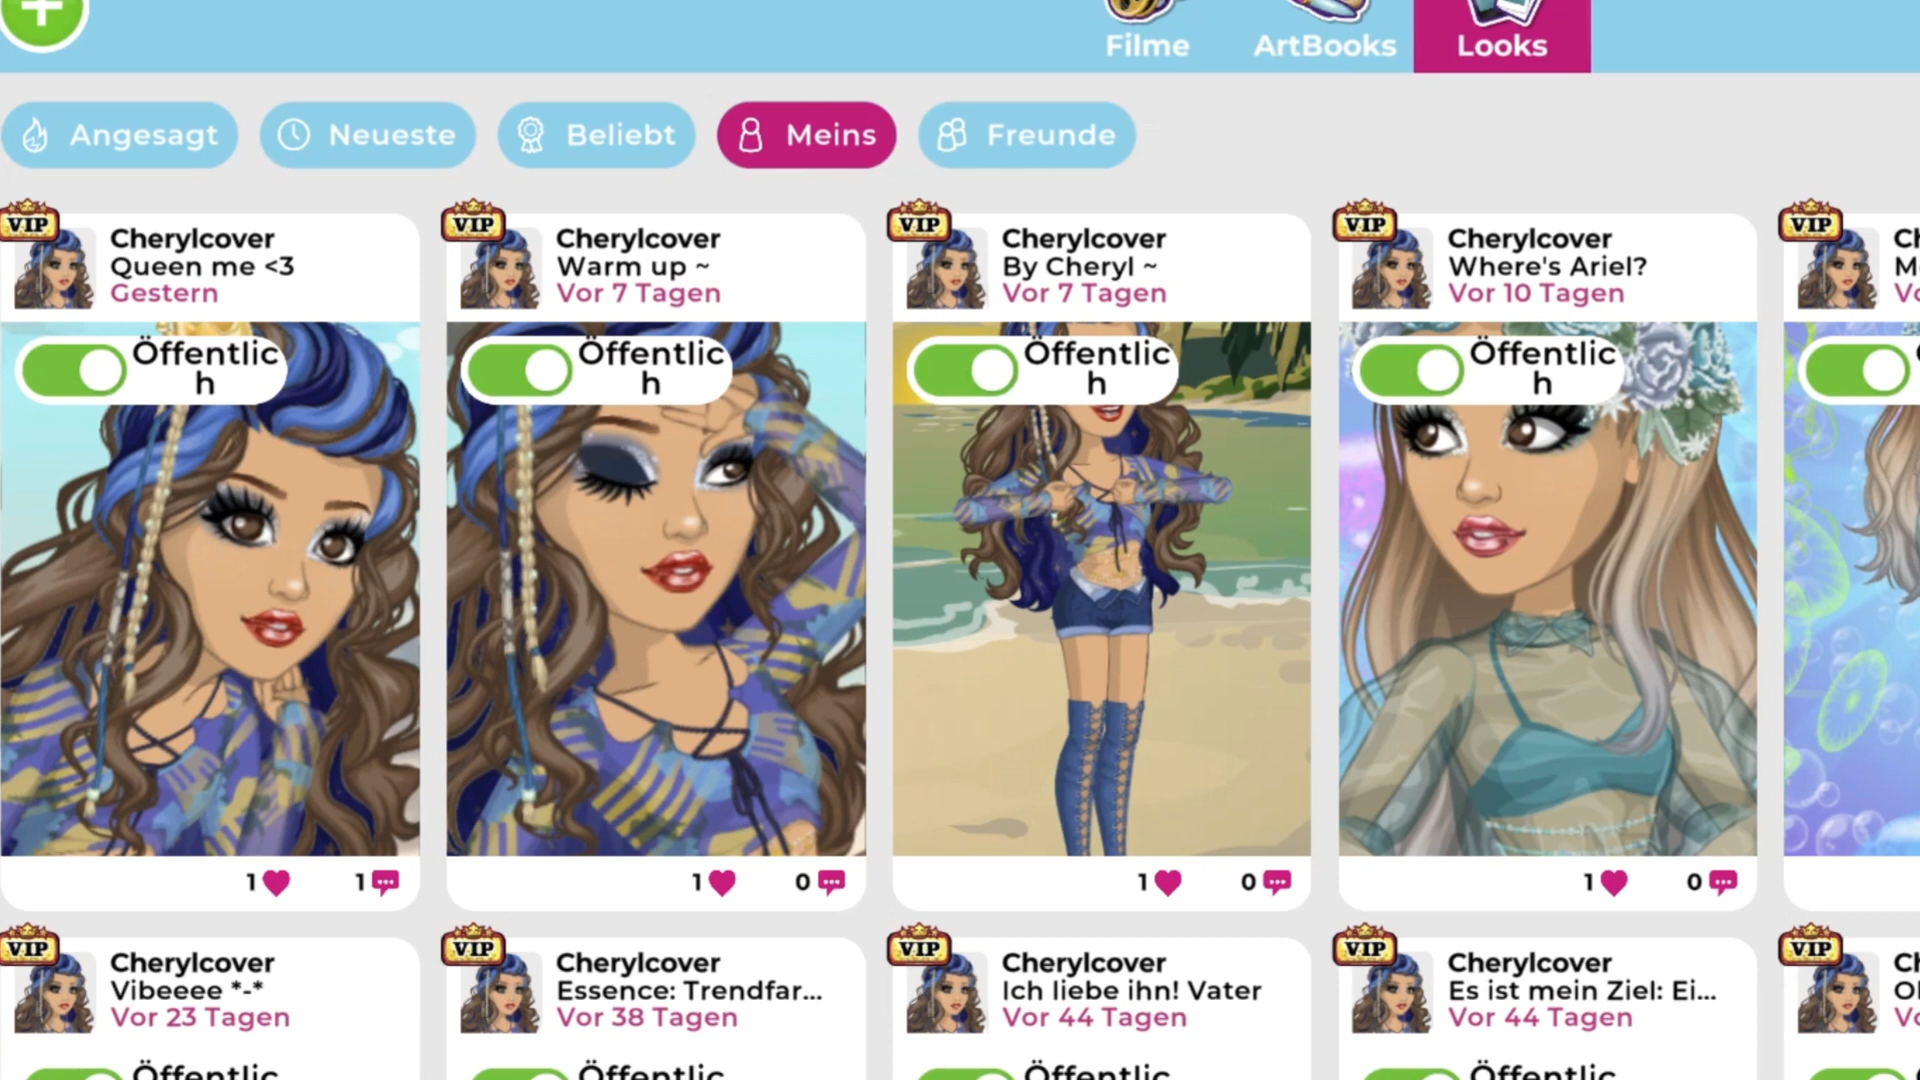 Filme
ArtBooks
Looks
Angesagt
Neueste
Beliebt
Meins
Freunde
VIP
Cherylcover
Queen me <3
Gestern
VIP
Cherylcover
Warm up ~
Vor 7 Tagen
VIP
Cherylcover
By Cheryl ~
Vor 7 Tagen
VIP
Cherylcover
Where's Ariel?
Vor 10 Tagen
VIP
Öffentlic
h
Öffentlic
h
Öffentlic
h
Öffentlic
h
1
1
1
0
1
0
1
0
VIP
Cherylcover
Vibeeee *-*
Vor 23 Tagen
VIP
Cherylcover
Essence: Trendfar...
Vor 38 Tagen
VIP
Cherylcover
Ich liebe ihn! Vater
Vor 44 Tagen
VIP
Cherylcover
Es ist mein Ziel: Ei...
Vor 44 Tagen
VIP
Öffentlic
Öffentlic
Öffentlic
Öffentlic